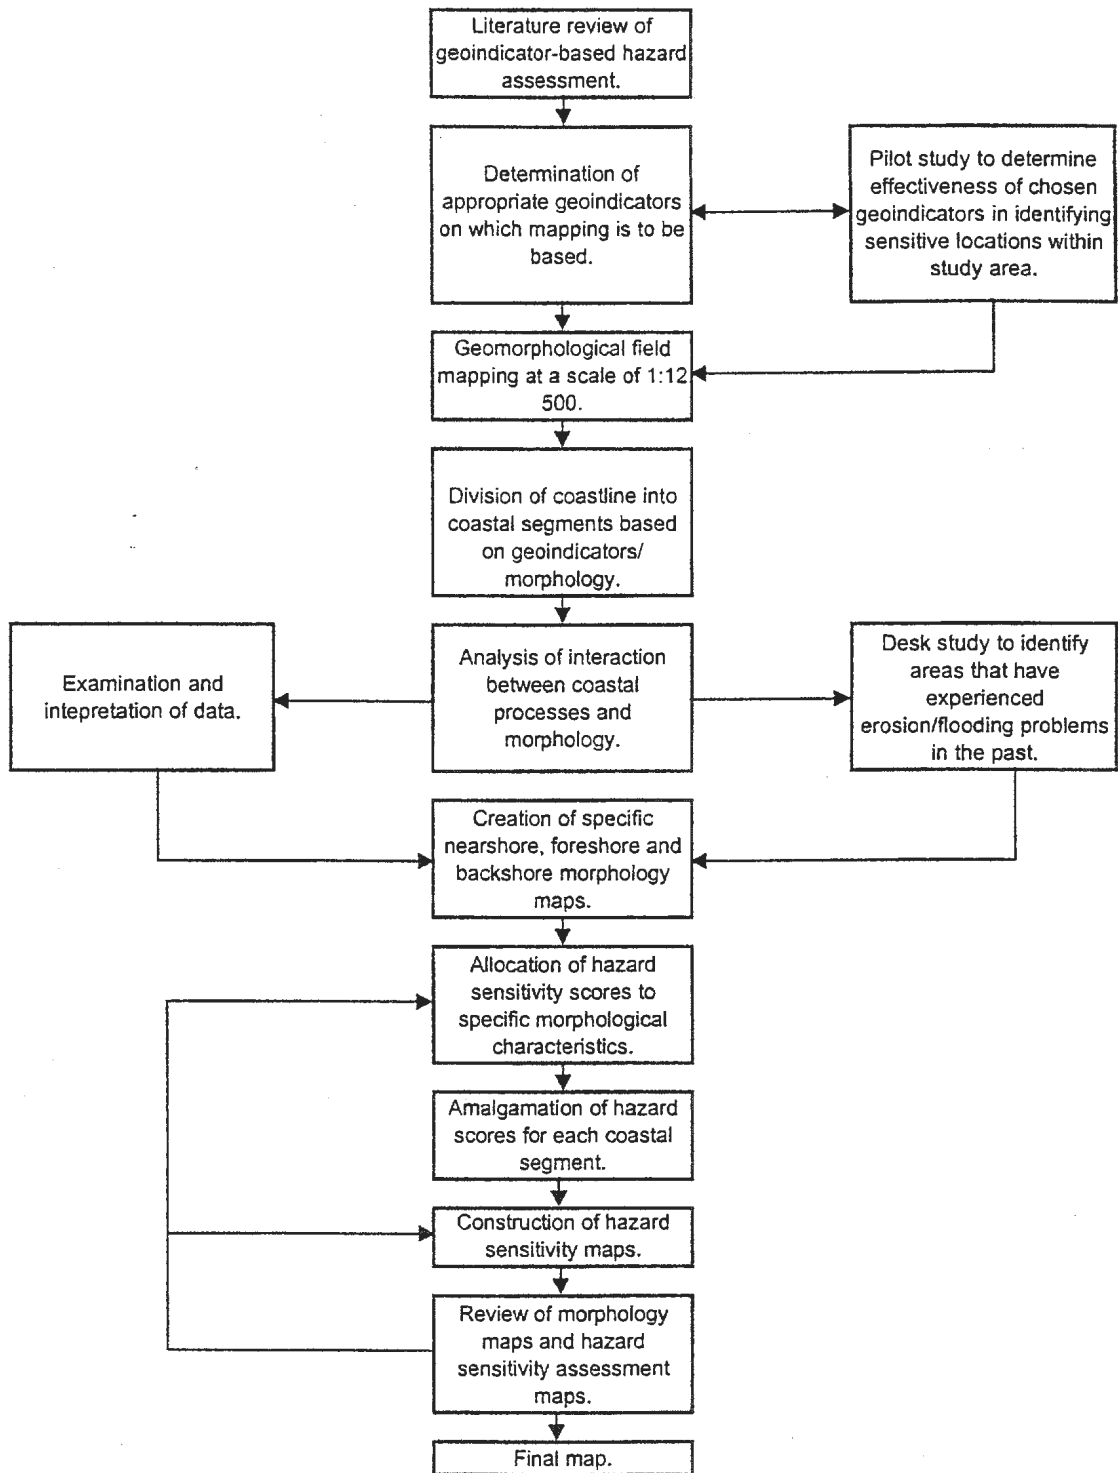 Literature review of
geoindicator-based hazard
assessment.
Determination of
appropriate geoindicators
on which mapping is to be
based.
Pilot study to determine
effectiveness of chosen
geoindicators in identifying
sensitive locations within
study area.
Geomorphological field
mapping at a scale of 1:12
500.
Division of coastline into
coastal segments based
on geoindicators/
morphology.
Examination and
intepretation of data.
Analysis of interaction
between coastal
processes and
morphology.
Desk study to identify
areas that have
experienced
erosion/flooding problems
in the past.
Creation of specific
nearshore, foreshore and
backshore morphology
maps.
Allocation of hazard
sensitivity scores to
specific morphological
characteristics.
Amalgamation of hazard
scores for each coastal
segment.
Construction of hazard
sensitivity maps.
Review of morphology
maps and hazard
sensitivity assessment
maps.
Final map.